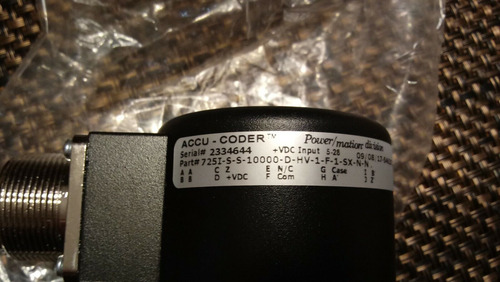 ACCU - CODER™ Power/mation division
Serial# 2334644 +VDC Input 5-28
Part# 725I-S-S-10000-D-HV-1-F-1-SX-N-N
A A C Z E N/C G Case I B'
B B D +VDC F Com H A' J Z'